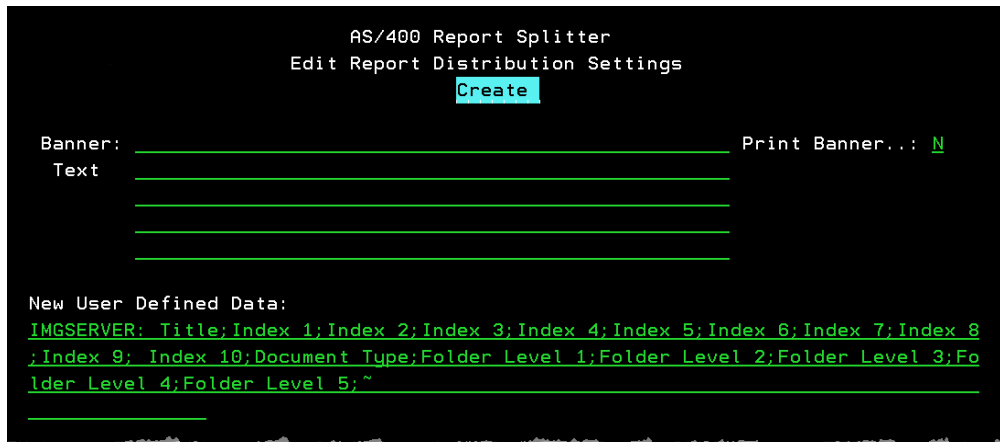 AS/400 Report Splitter
Edit Report Distribution Settings
Create
Banner: Print Banner..: N
Text
New User Defined Data:
IMGSERVER: Title;Index 1;Index 2;Index 3;Index 4;Index 5;Index 6;Index 7;Index 8
;Index 9; Index 10;Document Type;Folder Level 1;Folder Level 2;Folder Level 3;Fo
lder Level 4;Folder Level 5;~